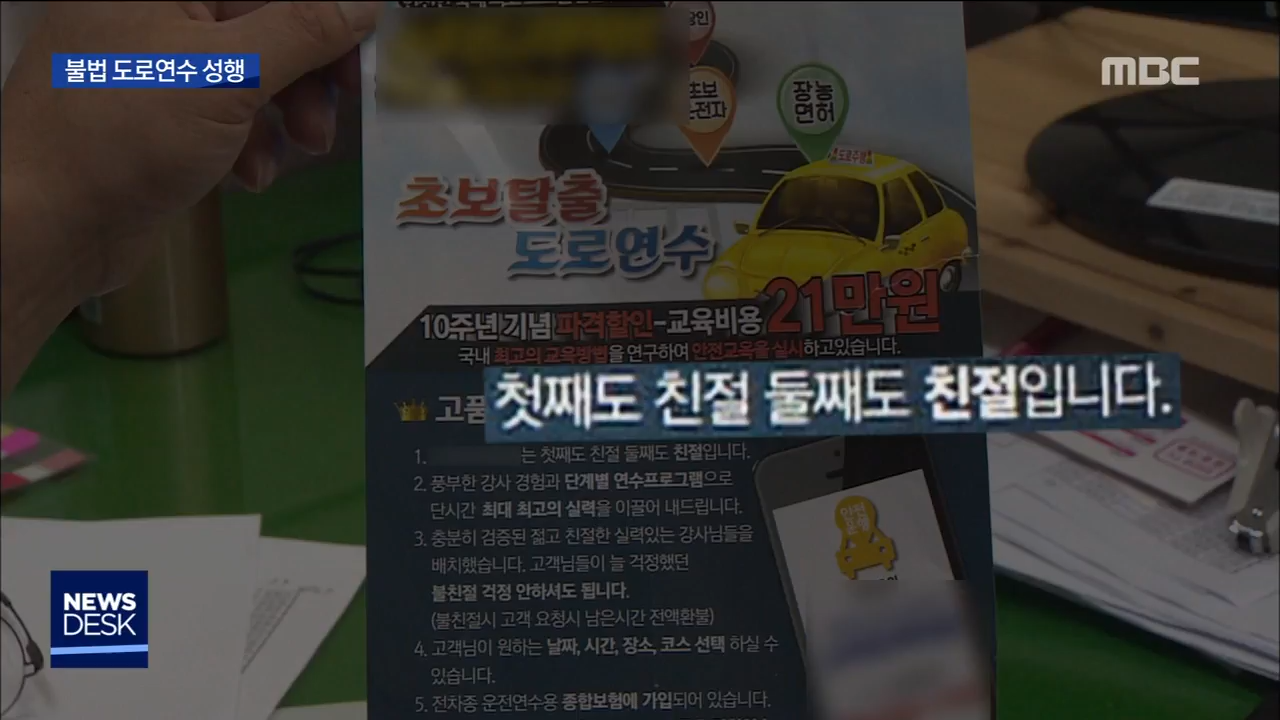 불법 도로연수 성행
MBC
초보
장농
면허
도로주행
초보탈출
도로연수
10주년 기념 파격할인-교육비용 21만원
국내 최고의 교육방법을 연구하여 안전교육을 실시하고있습니다.
첫째도 친절 둘째도 친절입니다.
고품
1. 는 첫째도 친절 둘째도 친절입니다.
2. 풍부한 강사 경험과 단계별 연수프로그램으로
단시간 최대 최고의 실력을 이끌어 내드립니다.
3. 충분히 검증된 젊고 친절한 실력있는 강사님들을
배치했습니다. 고객님들이 늘 걱정했던
불친절 걱정 안하셔도 됩니다.
(불친절시 고객 요청시 남은시간 전액환불)
4. 고객님이 원하는 날짜, 시간, 장소, 코스 선택 하실 수
있습니다.
5. 전차종 운전연수용 종합보험에 가입되어 있습니다.
안전
운행
NEWS
DESK